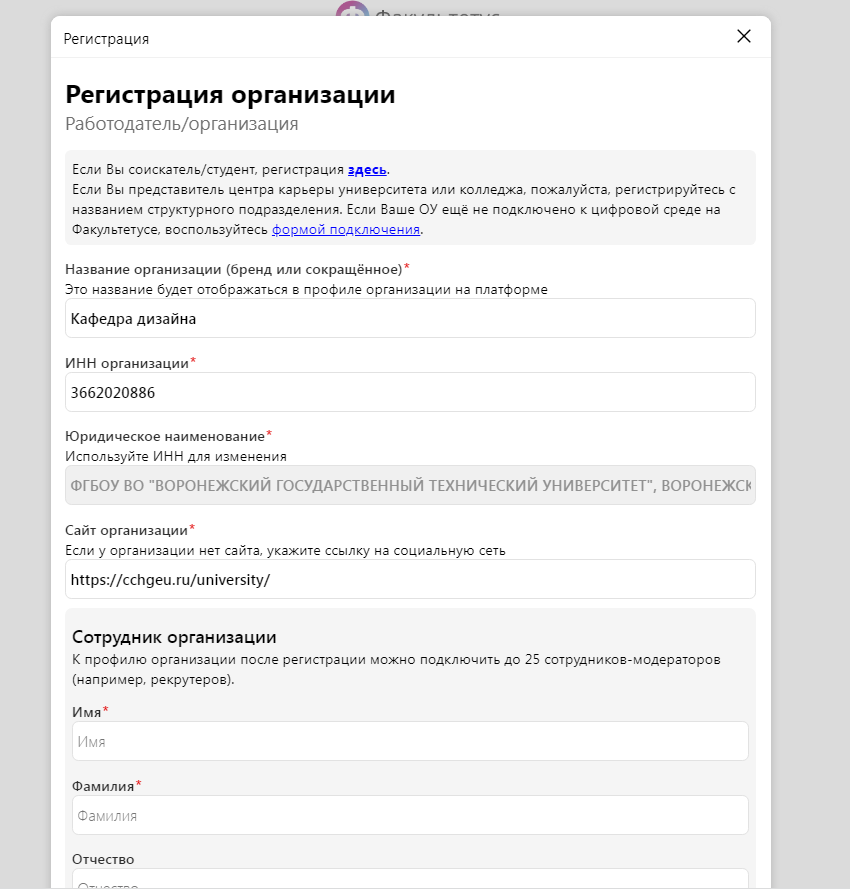 Факультетус
Регистрация
Регистрация организации
Работодатель/организация
Если Вы соискатель/студент, регистрация здесь.
Если Вы представитель центра карьеры университета или колледжа, пожалуйста, регистрируйтесь с
названием структурного подразделения. Если Ваше ОУ ещё не подключено к цифровой среде на
Факультетусе, воспользуйтесь формой подключения.
Название организации (бренд или сокращённое)*
Это название будет отображаться в профиле организации на платформе
Кафедра дизайна
ИНН организации*
3662020886
Юридическое наименование*
Используйте ИНН для изменения
ФГБОУ ВО "ВОРОНЕЖСКИЙ ГОСУДАРСТВЕННЫЙ ТЕХНИЧЕСКИЙ УНИВЕРСИТЕТ", ВОРОНЕЖСК
Сайт организации*
Если у организации нет сайта, укажите ссылку на социальную сеть
https://cchgeu.ru/university/
Сотрудник организации
К профилю организации после регистрации можно подключить до 25 сотрудников-модераторов
(например, рекрутеров).
Имя*
Имя
Фамилия*
Фамилия
Отчество
Отчество